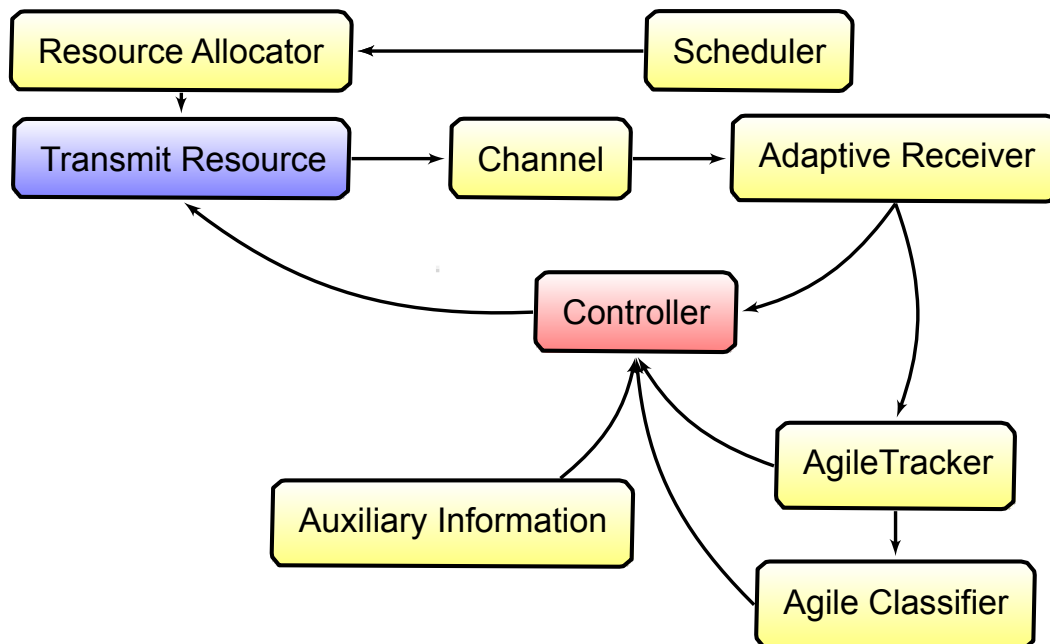 Resource Allocator
Scheduler
Transmit Resource
Channel
Adaptive Receiver
Controller
AgileTracker
Auxiliary Information
Agile Classifier